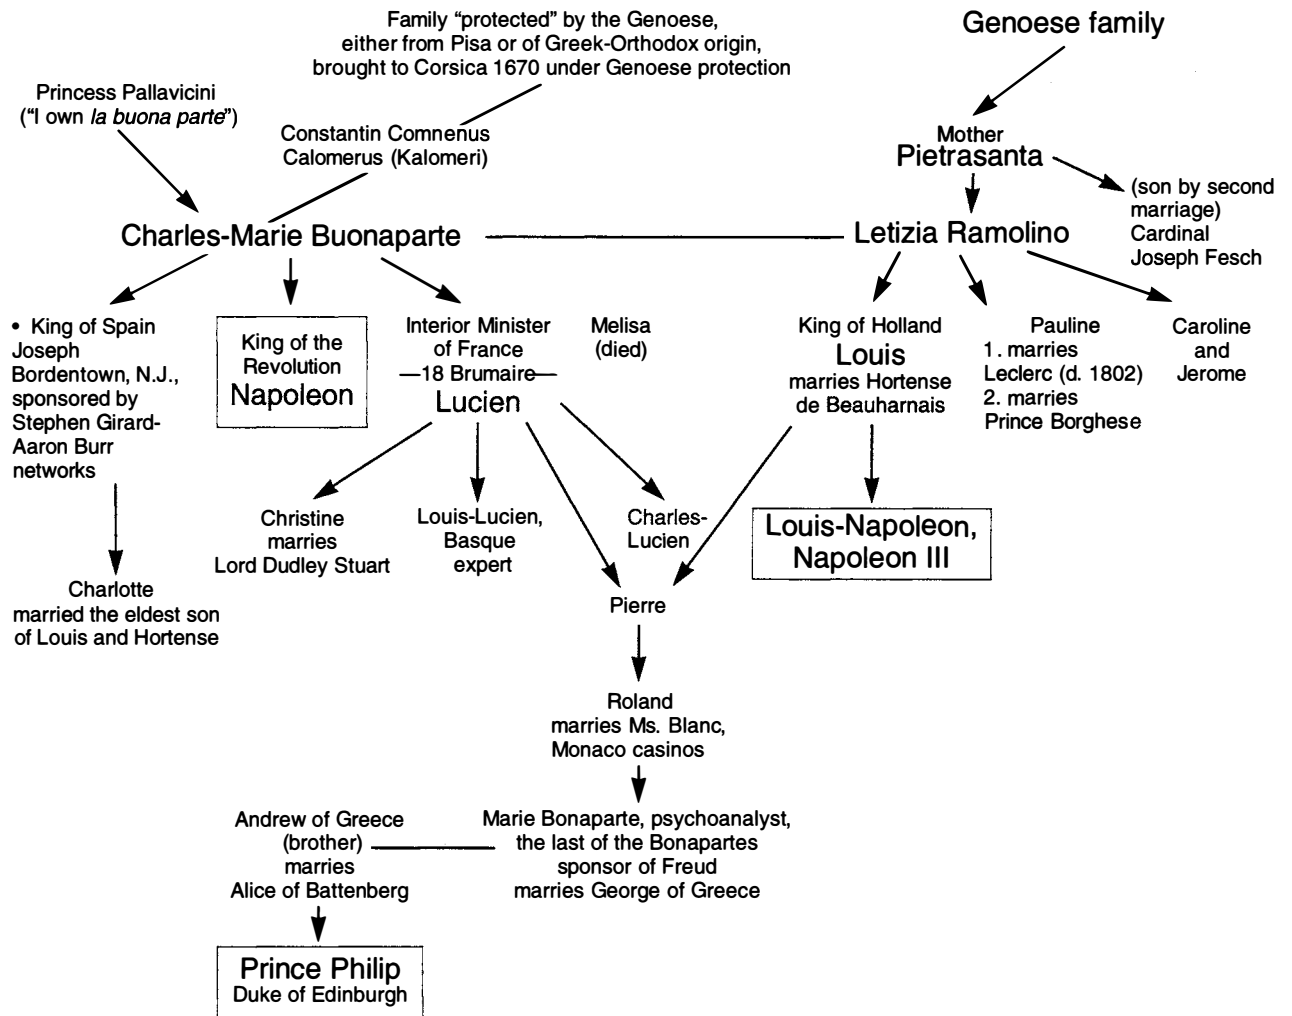 Family “protected” by the Genoese,
either from Pisa or of Greek-Orthodox origin,
brought to Corsica 1670 under Genoese protection
Genoese family
Princess Pallavicini
(“I own la buona parte”)
Constantin Comnenus
Calomerus (Kalomeri)
Mother
Pietrasanta
(son by second
marriage)
Cardinal
Joseph Fesch
Charles-Marie Buonaparte
Letizia Ramolino
• King of Spain
Joseph
Bordentown, N.J.,
sponsored by
Stephen Girard-
Aaron Burr
networks
King of the
Revolution
Napoleon
Interior Minister
of France
—18 Brumaire—
Lucien
Melisa
(died)
King of Holland
Louis
marries Hortense
de Beauharnais
Pauline
1. marries
Leclerc (d. 1802)
2. marries
Prince Borghese
Caroline
and
Jerome
Christine
marries
Lord Dudley Stuart
Louis-Lucien,
Basque
expert
Charles-
Lucien
Louis-Napoleon,
Napoleon III
Charlotte
married the eldest son
of Louis and Hortense
Pierre
Roland
marries Ms. Blanc,
Monaco casinos
Andrew of Greece
(brother)
marries
Alice of Battenberg
Marie Bonaparte, psychoanalyst,
the last of the Bonapartes
sponsor of Freud
marries George of Greece
Prince Philip
Duke of Edinburgh